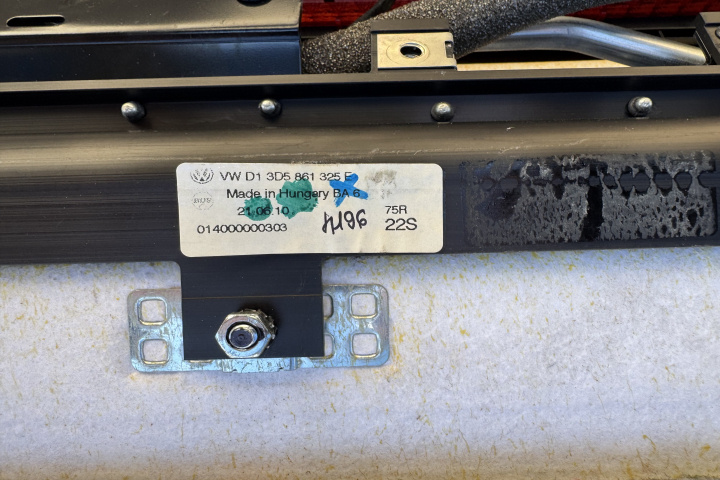 VW D1 3D5 861 325 E
Made in Hungary BA 6
21.06.10 75R
014000000303 22S